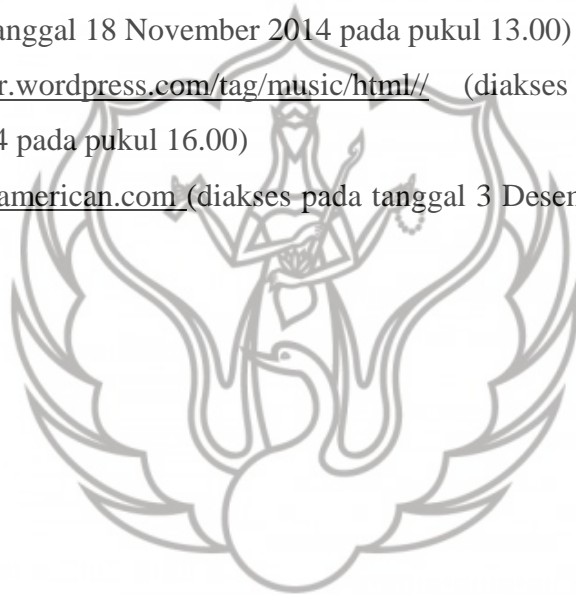 anggal 18 November 2014 pada pukul 13.00)
r.wordpress.com/tag/music/html// (diakses
4 pada pukul 16.00)
american.com (diakses pada tanggal 3 Desem